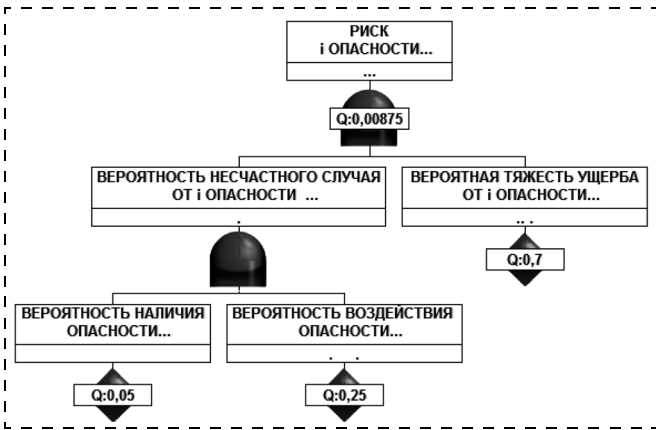 РИСК
i ОПАСНОСТИ...
...
Q:0,00875
ВЕРОЯТНОСТЬ НЕСЧАСТНОГО СЛУЧАЯ
ОТ i ОПАСНОСТИ ...
.
ВЕРОЯТНАЯ ТЯЖЕСТЬ УЩЕРБА
ОТ i ОПАСНОСТИ...
.. .
Q:0,7
ВЕРОЯТНОСТЬ НАЛИЧИЯ
ОПАСНОСТИ...
ВЕРОЯТНОСТЬ ВОЗДЕЙСТВИЯ
ОПАСНОСТИ...
. .
Q:0,05
Q:0,25